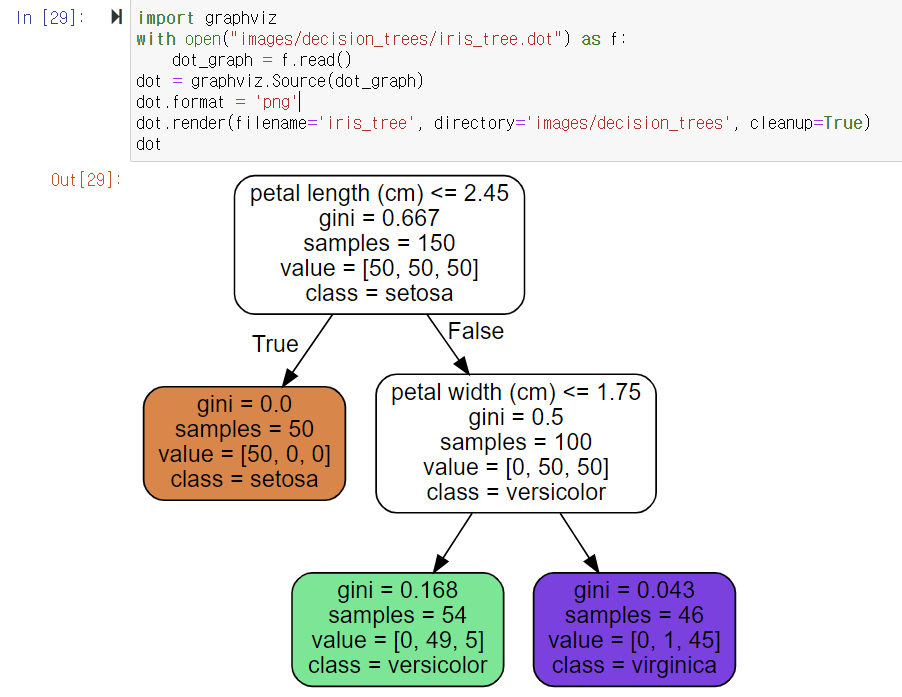 In [29]:
import graphviz
with open("images/decision_trees/iris_tree.dot") as f:
    dot_graph = f.read()
dot = graphviz.Source(dot_graph)
dot.format = 'png'
dot.render(filename='iris_tree', directory='images/decision_trees', cleanup=True)
dot
Out[29]:
petal length (cm) <= 2.45
gini = 0.667
samples = 150
value = [50, 50, 50]
class = setosa
True
False
gini = 0.0
samples = 50
value = [50, 0, 0]
class = setosa
petal width (cm) <= 1.75
gini = 0.5
samples = 100
value = [0, 50, 50]
class = versicolor
gini = 0.168
samples = 54
value = [0, 49, 5]
class = versicolor
gini = 0.043
samples = 46
value = [0, 1, 45]
class = virginica